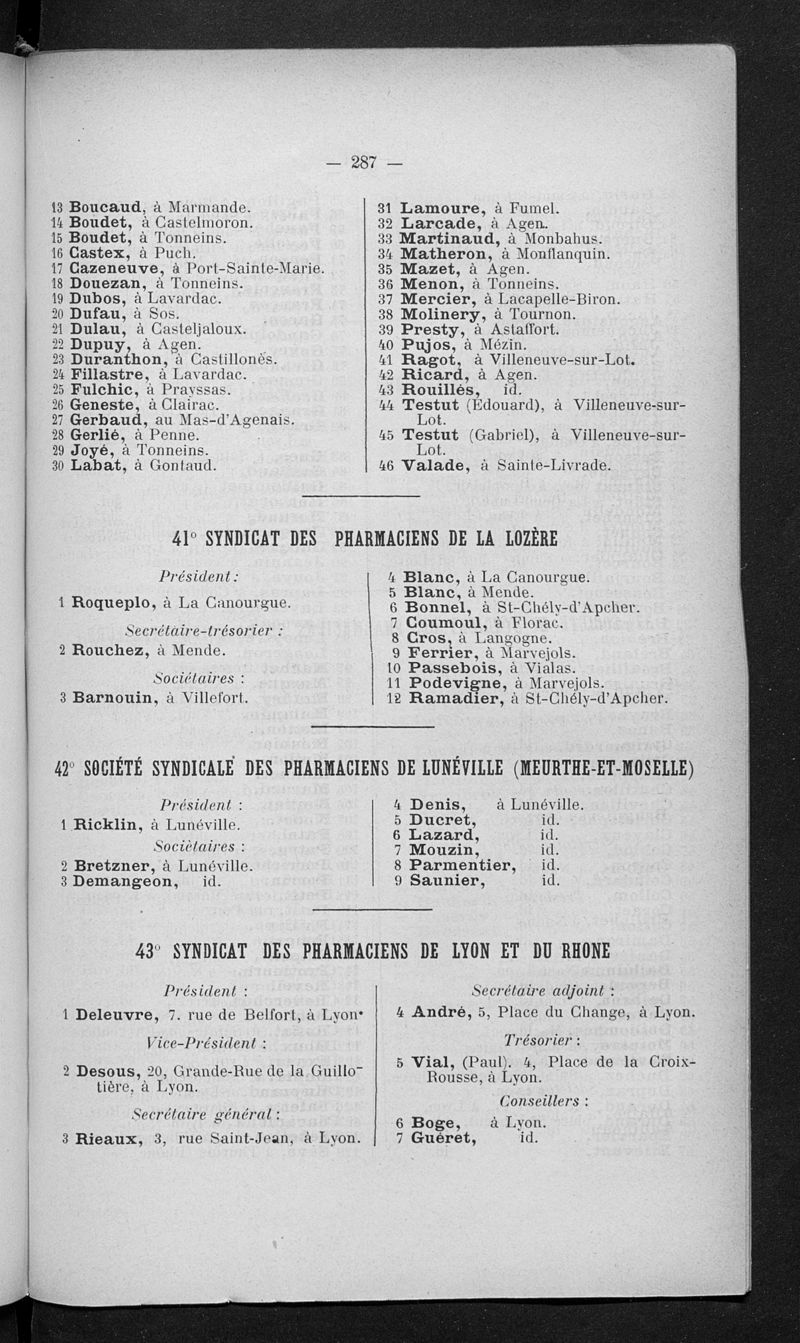 — 287 —
13 Boucaud, à Marmande.
14 Boudet, à Castelmoron.
15 Boudet, à Tonneins.
16 Castex, à Puch.
17 Cazeneuve, à Port-Sainte-Marie.
18 Douezan, à Tonneins.
19 Dubos, à Lavardac.
20 Dufau, à Sos.
21 Dulau, à Casteljaloux.
22 Dupuy, à Agen.
23 Duranthon, à Castillonès.
24 Fillastre, à Lavardac.
25 Fulchic, à Prayssas.
26 Geneste, à Clairac.
27 Gerbaud, au Mas-d'Agenais.
28 Gerlié, à Penne.
29 Joyé, à Tonneins.
30 Labat, à Gontaud.
31 Lamoure, à Fumel.
32 Larcade, à Agen.
33 Martinaud, à Monbahus.
34 Matheron, à Monflanquin.
35 Mazet, à Agen.
36 Menon, à Tonneins.
37 Mercier, à Lacapelle-Biron.
38 Molinery, à Tournon.
39 Presty, à Astaffort.
40 Pujos, à Mézin.
41 Ragot, à Villeneuve-sur-Lot.
42 Ricard, à Agen.
43 Rouillés, id.
44 Testut (Edouard), à Villeneuve-sur-
Lot.
45 Testut (Gabriel), à Villeneuve-sur-
Lot.
46 Valade, à Sainte-Livrade.
41° SYNDICAT DES PHARMACIENS DE LA LOZÈRE
Président :
1 Roqueplo, à La Canourgue.
Secrétaire-trésorier :
2 Rouchez, à Mende.
Sociétaires :
3 Barnouin, à Villefort.
4 Blanc, à La Canourgue.
5 Blanc, à Mende.
6 Bonnel, à St-Chély-d'Apcher.
7 Coumoul, à Florac.
8 Cros, à Langogne.
9 Ferrier, à Marvejols.
10 Passebois, à Vialas.
11 Podevigne, à Marvejols.
12 Ramadier, à St-Chély-d'Apcher.
42° SOCIÉTÉ SYNDICALE DES PHARMACIENS DE LUNÉVILLE (MEURTHE-ET-MOSELLE)
Président :
1 Ricklin, à Lunéville.
Sociètaires :
2 Bretzner, à Lunéville.
3 Demangeon, id.
4 Denis, à Lunéville.
5 Ducret, id.
6 Lazard, id.
7 Mouzin, id.
8 Parmentier, id.
9 Saunier, id.
43° SYNDICAT DES PHARMACIENS DE LYON ET DU RHONE
Président :
1 Deleuvre, 7. rue de Belfort, à Lyon.
Vice-Président :
2 Desous, 20, Grande-Rue de la Guillo-
tière, à Lyon.
Secrétaire général :
3 Rieaux, 3, rue Saint-Jean, à Lyon.
Secrétaire adjoint :
4 André, 5, Place du Change, à Lyon.
Trésorier :
5 Vial, (Paul). 4, Place de la Croix-
Rousse, à Lyon.
Conseillers :
6 Boge, à Lyon.
7 Guéret, id.